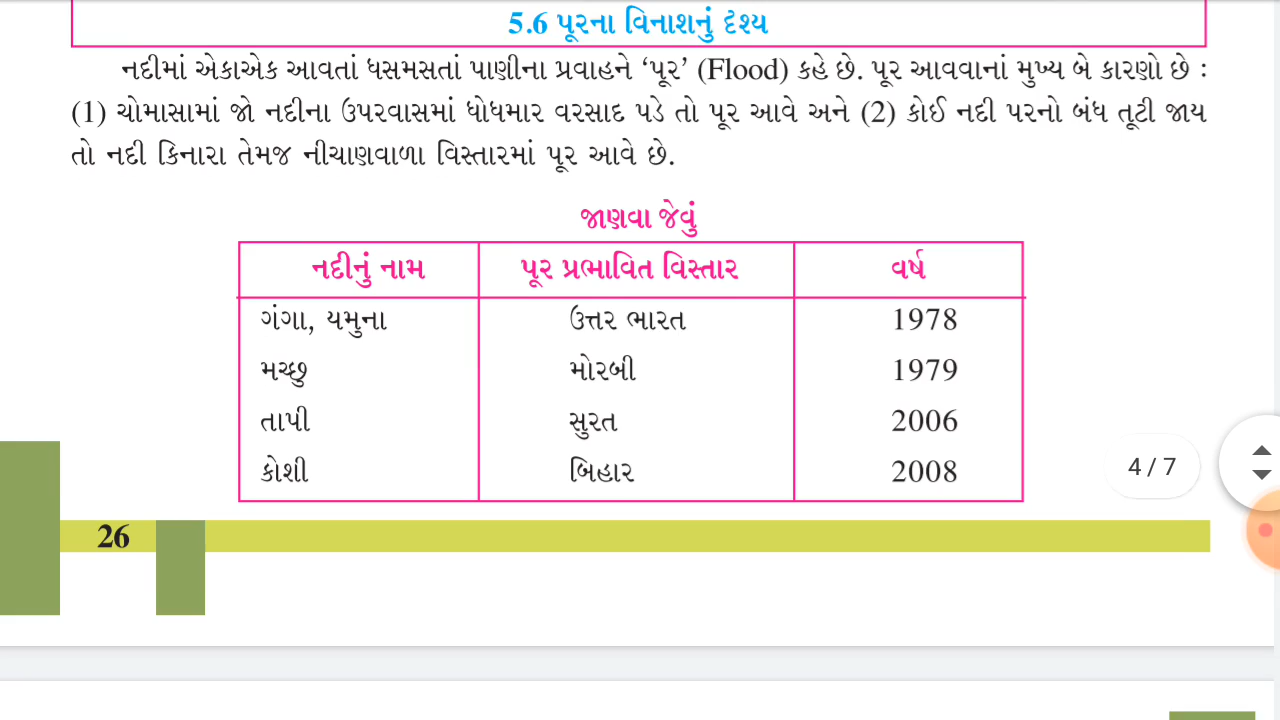 5.6 પૂરના વિનાશનું દૃશ્ય
નદીમાં એકાએક આવતાં ધસમસતાં પાણીના પ્રવાહને ‘પૂર’ (Flood) કહે છે. પૂર આવવાનાં મુખ્ય બે કારણો છે :
(1) ચોમાસામાં જો નદીના ઉપરવાસમાં ધોધમાર વરસાદ પડે તો પૂર આવે અને (2) કોઈ નદી પરનો બંધ તૂટી જાય
તો નદી કિનારા તેમજ નીચાણવાળા વિસ્તારમાં પૂર આવે છે.
જાણવા જેવું
નદીનું નામ પૂર પ્રભાવિત વિસ્તાર વર્ષ
ગંગા, યમુના ઉત્તર ભારત 1978
મચ્છુ મોરબી 1979
તાપી સુરત 2006
કોશી બિહાર 2008
4 / 7
26